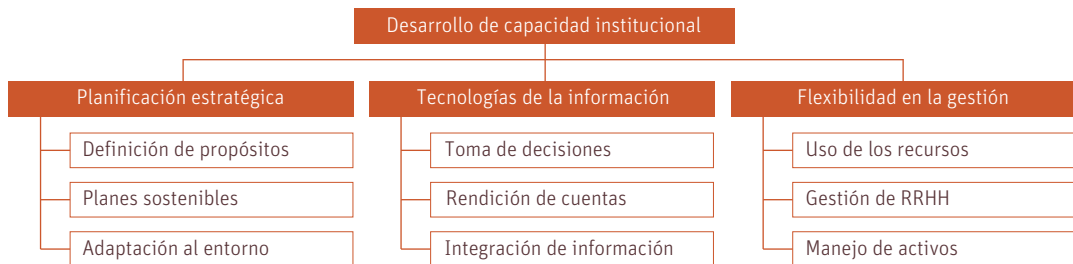 Desarrollo de capacidad institucional
Planificación estratégica
Definición de propósitos
Planes sostenibles
Adaptación al entorno
Tecnologías de la información
Toma de decisiones
Rendición de cuentas
Integración de información
Flexibilidad en la gestión
Uso de los recursos
Gestión de RRHH
Manejo de activos